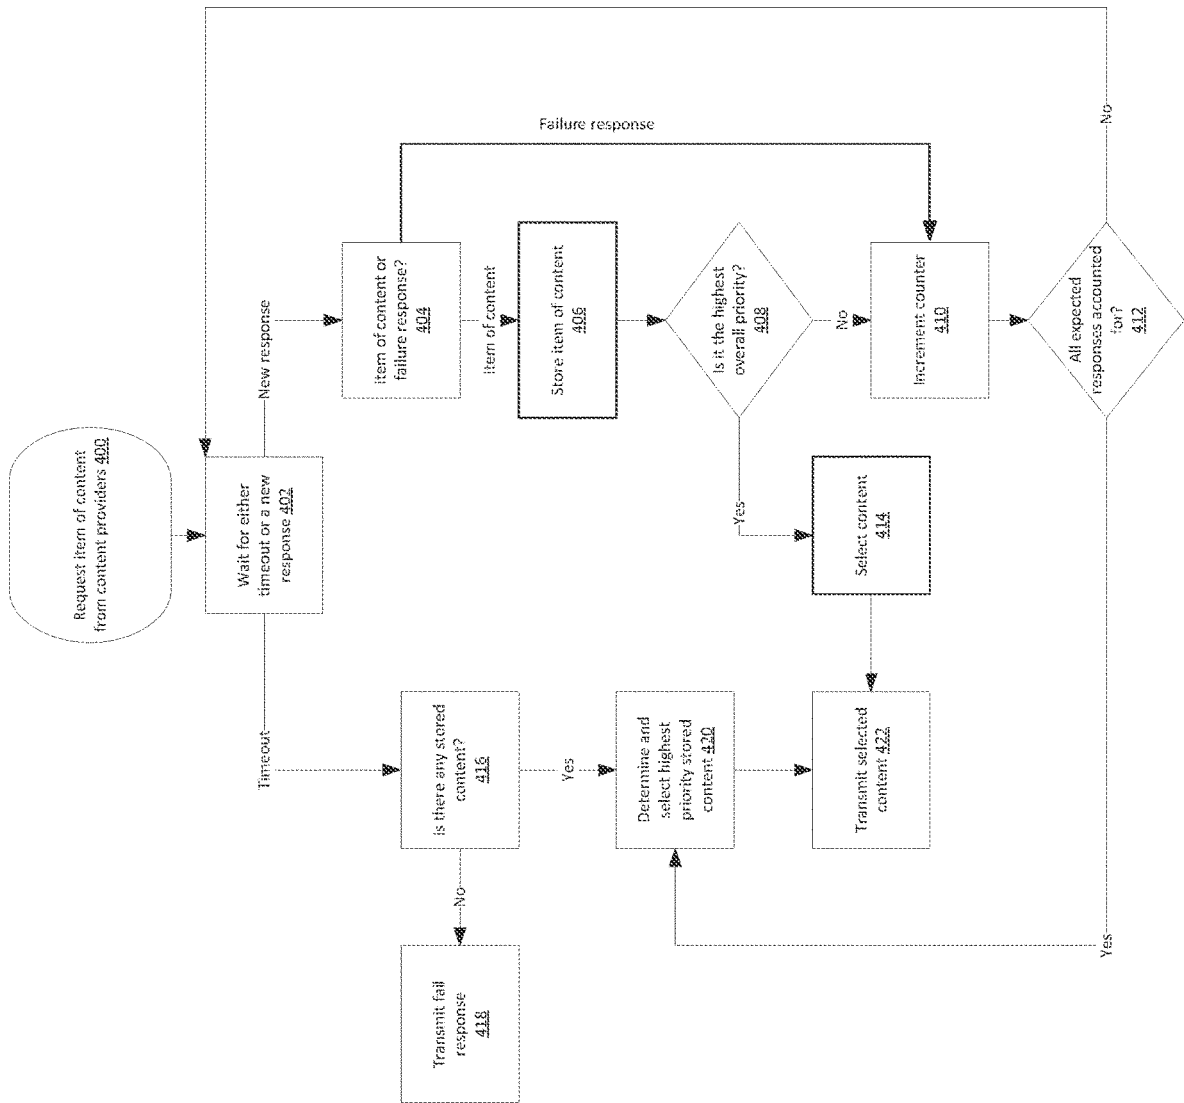 Request item of content
from content providers 400
Wait for either
timeout or a new
response 402
New response
Timeout
item of content or
failure response?
404
Failure response
item of content
Store item of content
406
Is it the highest
overall priority?
408
No
Yes
Increment counter
410
All expected
responses accounted
for?
412
No
Yes
Select content
414
is there any stored
content?
416
No
Yes
Transmit fail
response
418
Determine and
select highest
priority stored
content 420
Transmit selected
content 422